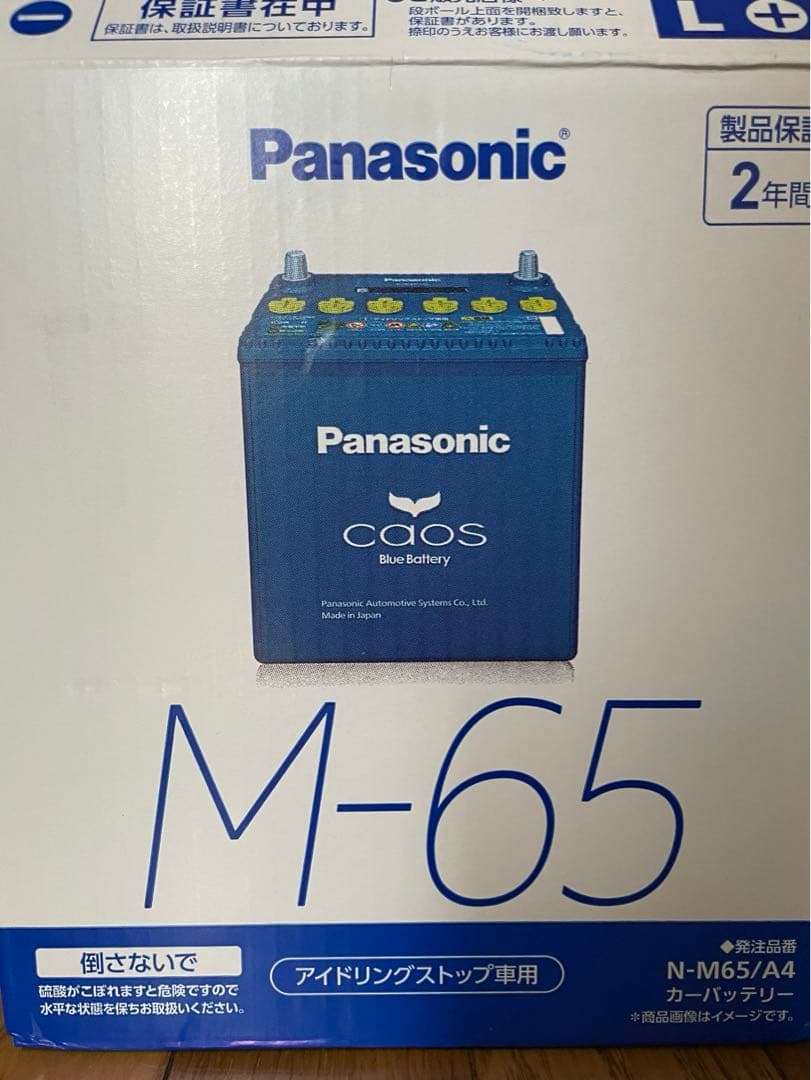 保証書在中
保証書は、取扱説明書についております。
段ボール上面を開梱致しますと、
保証書があります。
捺印のうえお客様にお渡し願います。
L
Panasonic®
製品保証
2年間
Panasonic
Panasonic
caos
Blue Battery
Panasonic Automotive Systems Co., Ltd.
Made in Japan
M-65
倒さないで
硫酸がこぼれますと危険ですので
水平な状態を保ちお取扱いください。
アイドリングストップ車用
◆発注品番
N-M65/A4
カーバッテリー
※商品画像はイメージです。